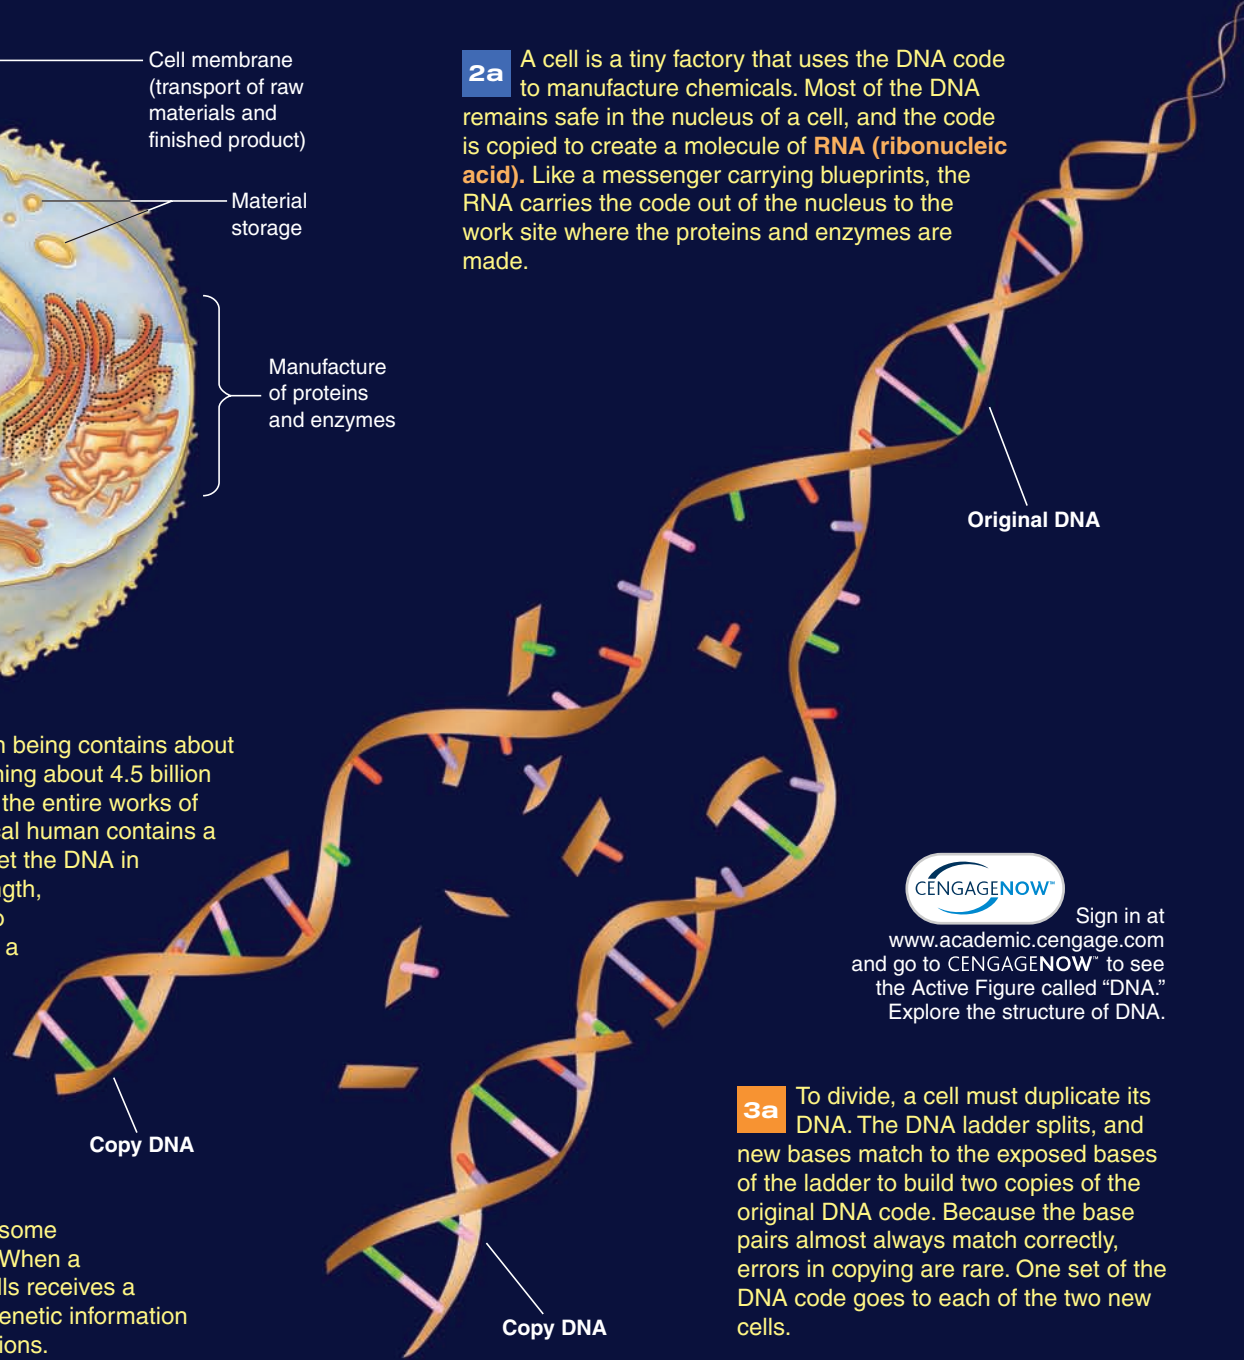 Cell membrane
(transport of raw
materials and
finished product)
Material
storage
Manufacture
of proteins
and enzymes
2a A cell is a tiny factory that uses the DNA code
to manufacture chemicals. Most of the DNA
remains safe in the nucleus of a cell, and the code
is copied to create a molecule of RNA (ribonucleic
acid). Like a messenger carrying blueprints, the
RNA carries the code out of the nucleus to the
work site where the proteins and enzymes are
made.
Original DNA
being contains about
about 4.5 billion
the entire works of
human contains a
the DNA in
a
Copy DNA
some
When a
receives a
information
Copy DNA
CENGAGENOW™
Sign in at
www.academic.cengage.com
and go to CENGAGENOW™ to see
the Active Figure called “DNA.”
Explore the structure of DNA.
3a To divide, a cell must duplicate its
DNA. The DNA ladder splits, and
new bases match to the exposed bases
of the ladder to build two copies of the
original DNA code. Because the base
pairs almost always match correctly,
errors in copying are rare. One set of the
DNA code goes to each of the two new
cells.